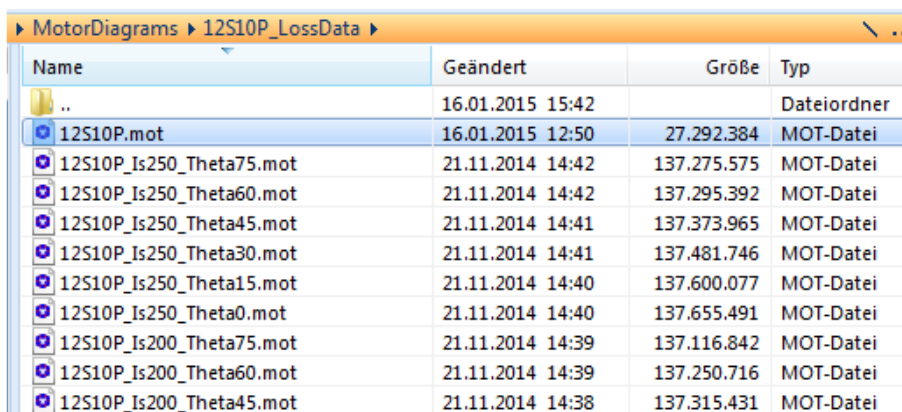 MotorDiagrams 12S10P_LossData
Name Geändert Größe Typ
.. 16.01.2015 15:42 Dateiordner
12S10P.mot 16.01.2015 12:50 27.292.384 MOT-Datei
12S10P_Is250_Theta75.mot 21.11.2014 14:42 137.275.575 MOT-Datei
12S10P_Is250_Theta60.mot 21.11.2014 14:42 137.295.392 MOT-Datei
12S10P_Is250_Theta45.mot 21.11.2014 14:41 137.373.965 MOT-Datei
12S10P_Is250_Theta30.mot 21.11.2014 14:41 137.481.746 MOT-Datei
12S10P_Is250_Theta15.mot 21.11.2014 14:40 137.600.077 MOT-Datei
12S10P_Is250_Theta0.mot 21.11.2014 14:40 137.655.491 MOT-Datei
12S10P_Is200_Theta75.mot 21.11.2014 14:39 137.116.842 MOT-Datei
12S10P_Is200_Theta60.mot 21.11.2014 14:39 137.250.716 MOT-Datei
12S10P_Is200_Theta45.mot 21.11.2014 14:38 137.315.431 MOT-Datei